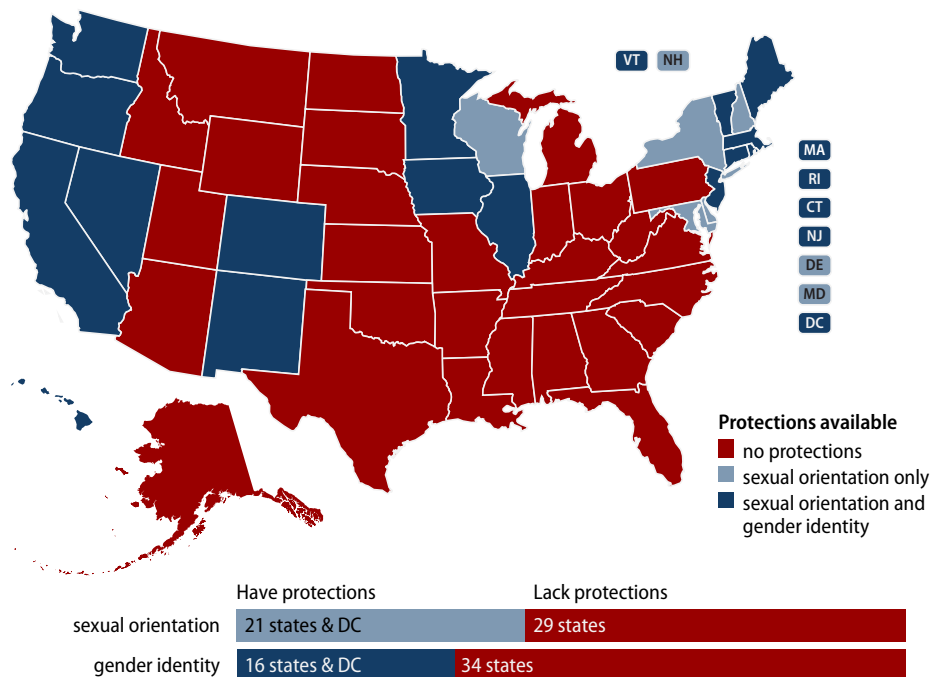 VT NH
MA
RI
CT
NJ
DE
MD
DC
Protections available
no protections
sexual orientation only
sexual orientation and
gender identity
Have protections Lack protections
sexual orientation 21 states & DC 29 states
gender identity 16 states & DC 34 states